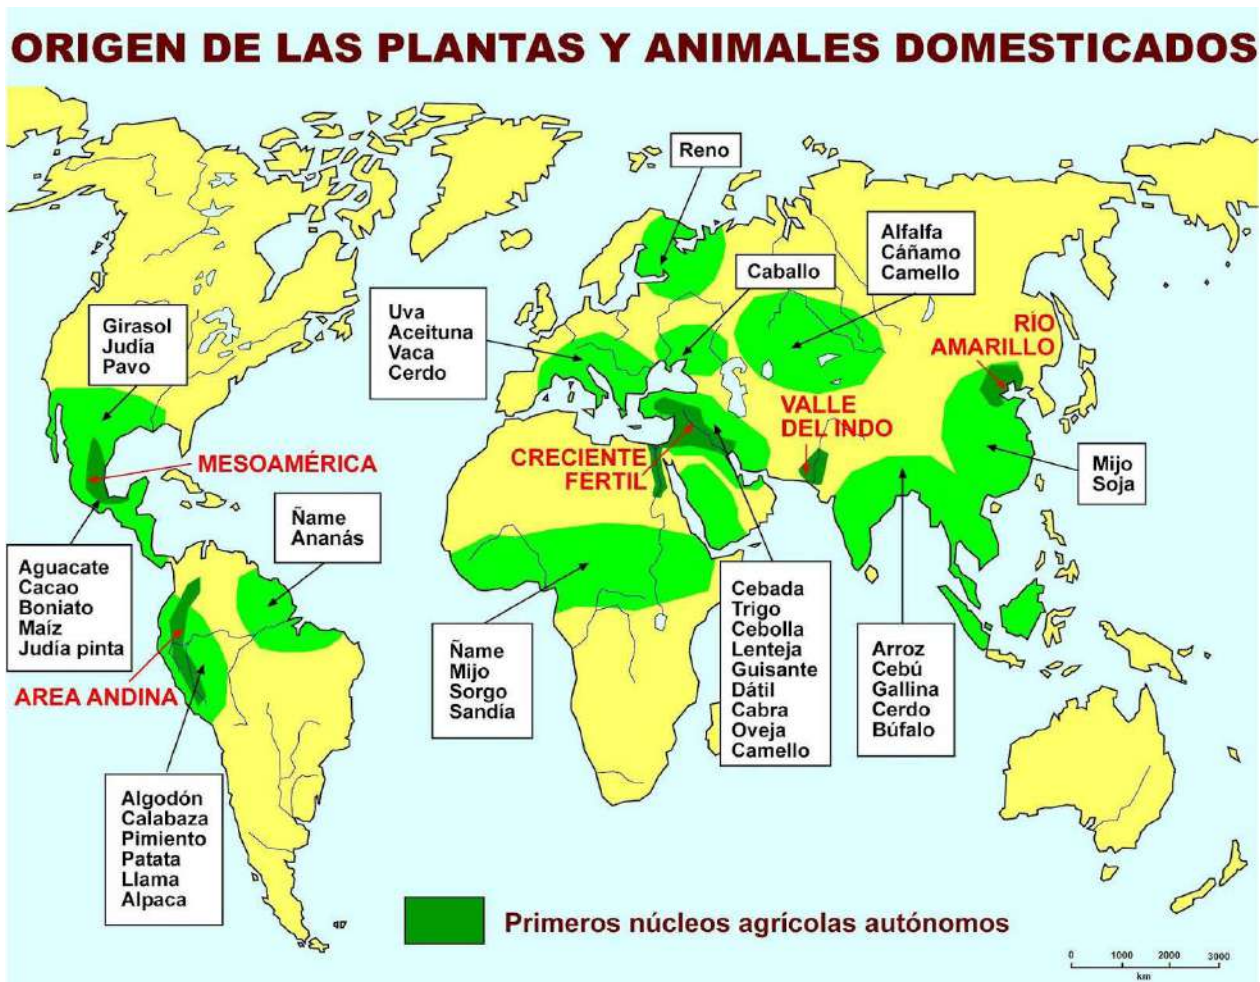 ORIGEN DE LAS PLANTAS Y ANIMALES DOMESTICADOS
Reno
Alfalfa
Cáñamo
Camello
Caballo
Uva
Aceituna
Vaca
Cerdo
Girasol
Judía
Pavo
RÍO
AMARILLO
VALLE
DEL INDO
MESOAMÉRICA
CRECIENTE
FERTIL
Mijo
Soja
Ñame
Ananás
Aguacate
Cacao
Boniato
Maíz
Judía pinta
AREA ANDINA
Ñame
Mijo
Sorgo
Sandía
Cebada
Trigo
Cebolla
Lenteja
Guisante
Dátil
Cabra
Oveja
Camello
Arroz
Cebú
Gallina
Cerdo
Búfalo
Algodón
Calabaza
Pimiento
Patata
Llama
Alpaca
Primeros núcleos agrícolas autónomos
0 1000 2000 3000
km